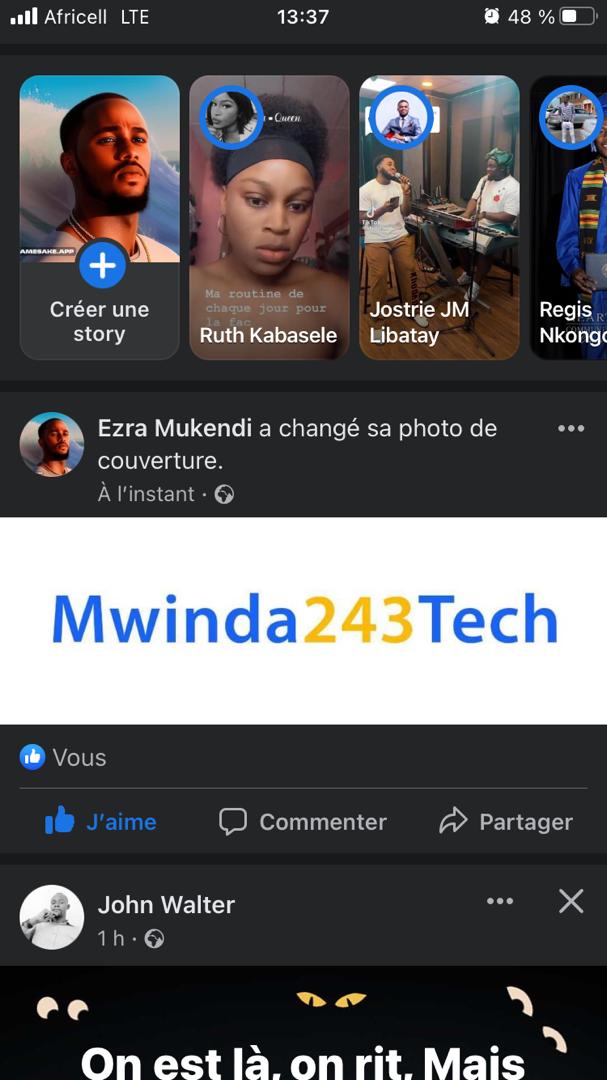 Africell LTE 13:37 48 %
AMESAKE.APP
Créer une
story
Queen
Ma routine de
chaque jour pour
la fac
Ruth Kabasele
Jostrie JM
Libatay
Regis
Nkong
Ezra Mukendi a changé sa photo de
couverture.
À l’instant ·
Mwinda243Tech
Vous
J’aime Commenter Partager
John Walter
1 h ·
On est là, on rit, Mais